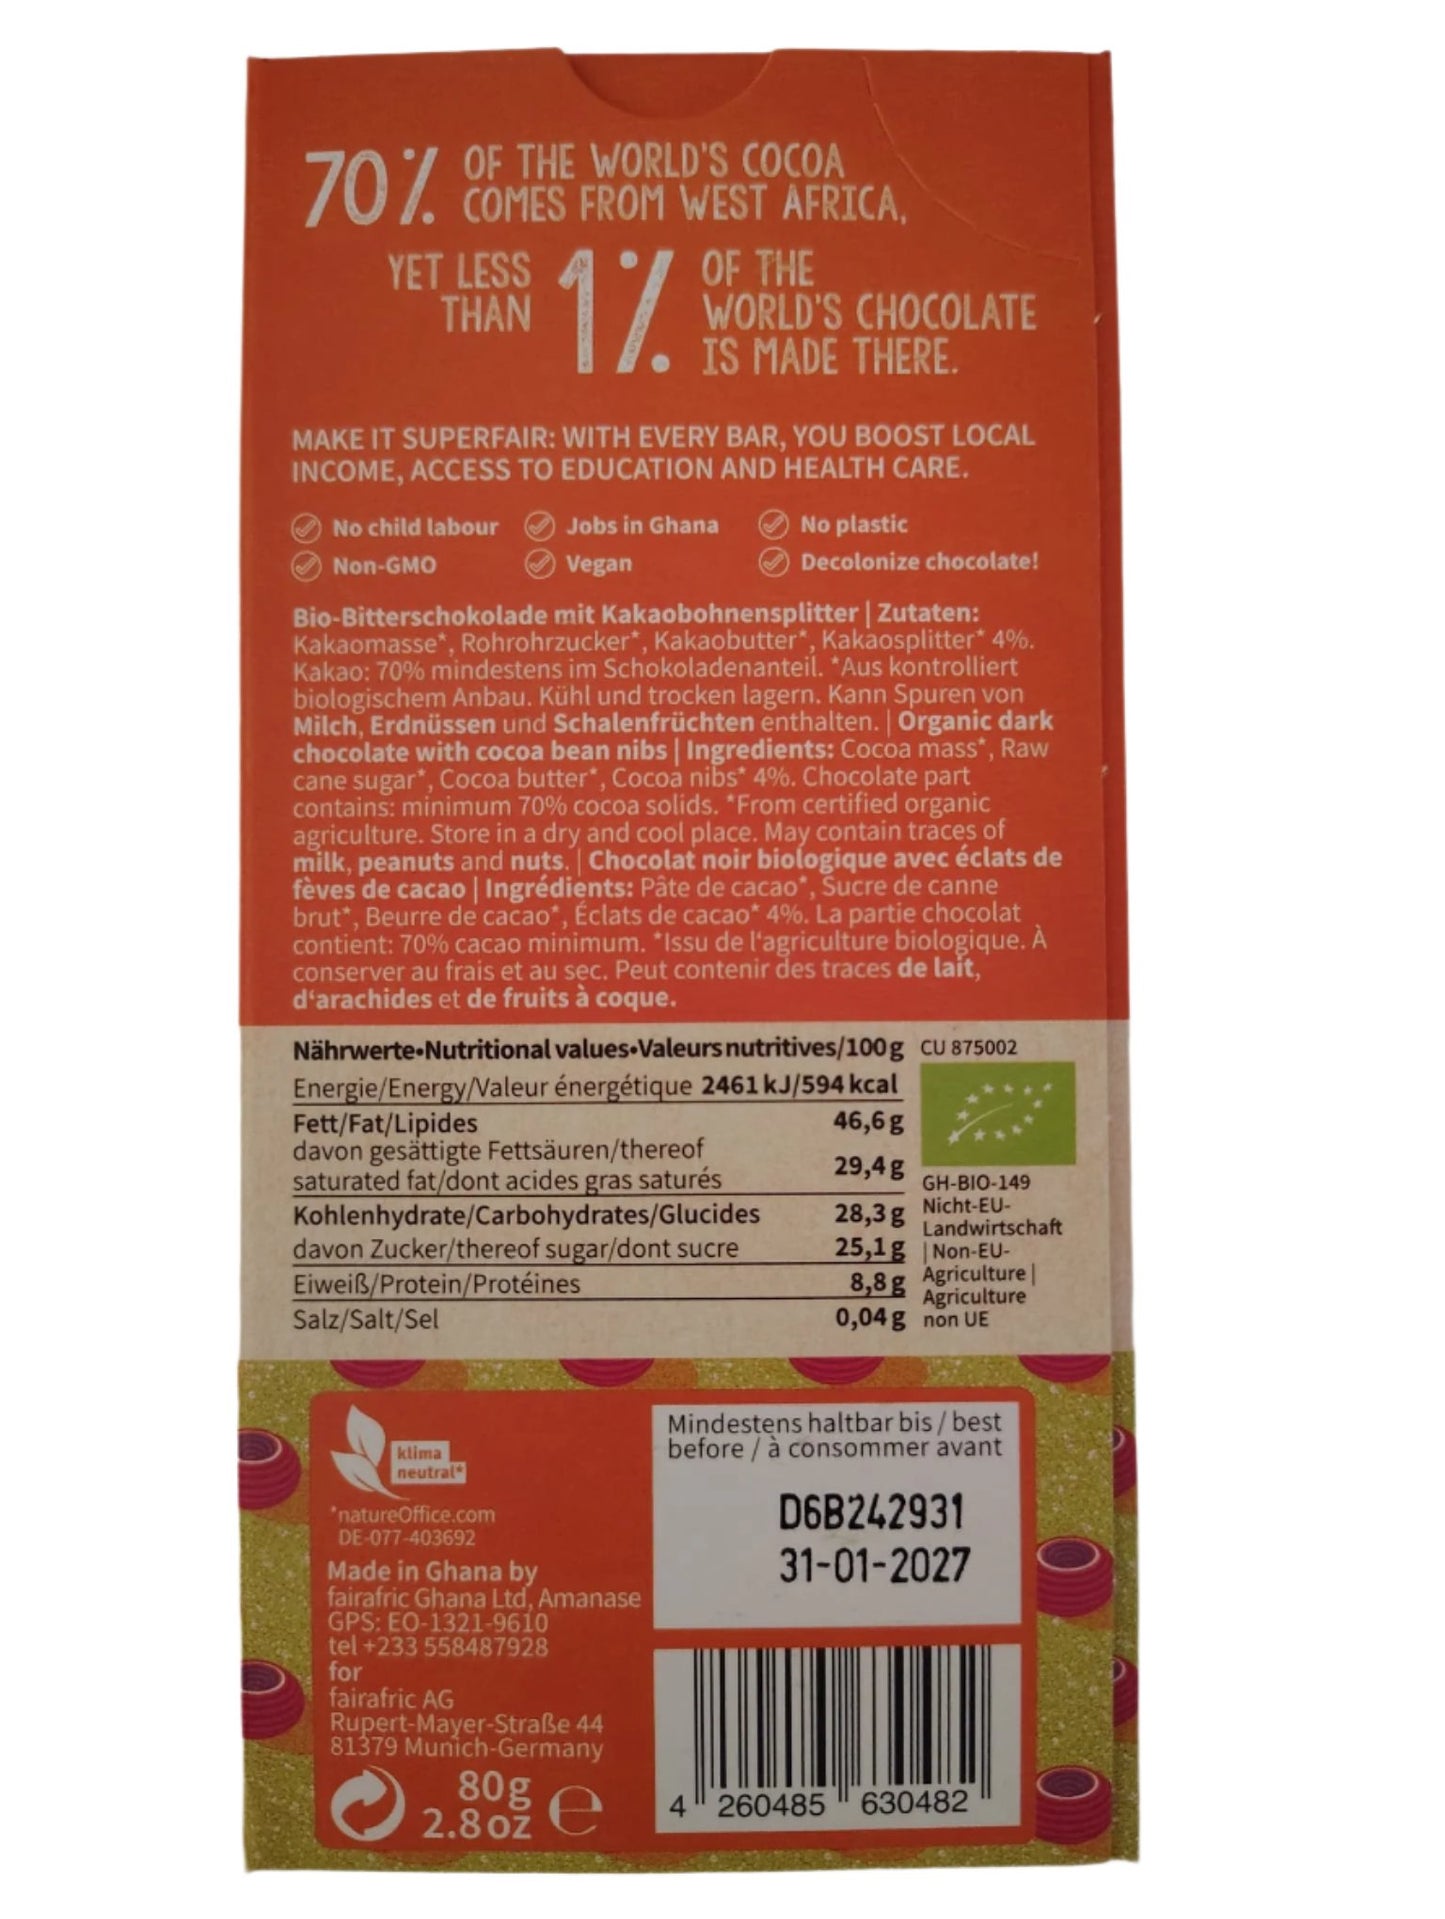 70% OF THE WORLD'S COCOA
COMES FROM WEST AFRICA,
YET LESS
THAN
1%
OF THE
WORLD'S CHOCOLATE
IS MADE THERE.
MAKE IT SUPERFAIR: WITH EVERY BAR, YOU BOOST LOCAL
INCOME, ACCESS TO EDUCATION AND HEALTH CARE.
No child labour Jobs in Ghana No plastic
Non-GMO Vegan Decolonize chocolate!
Bio-Bitterschokolade mit Kakaobohnensplitter | Zutaten:
Kakaomasse*, Rohrohrzucker*, Kakaobutter*, Kakaosplitter* 4%.
Kakao: 70% mindestens im Schokoladenanteil. *Aus kontrolliert
biologischem Anbau. Kühl und trocken lagern. Kann Spuren von
Milch, Erdnüssen und Schalenfrüchten enthalten. | Organic dark
chocolate with cocoa bean nibs | Ingredients: Cocoa mass*, Raw
cane sugar*, Cocoa butter*, Cocoa nibs* 4%. Chocolate part
contains: minimum 70% cocoa solids. *From certified organic
agriculture. Store in a dry and cool place. May contain traces of
milk, peanuts and nuts. | Chocolat noir biologique avec éclats de
fèves de cacao | Ingrédients: Pâte de cacao*, Sucre de canne
brut*, Beurre de cacao*, Éclats de cacao* 4%. La partie chocolat
contient: 70% cacao minimum. *Issu de l'agriculture biologique. À
conserver au frais et au sec. Peut contenir des traces de lait,
d'arachides et de fruits à coque.
Nährwerte•Nutritional values•Valeurs nutritives/100g
Energie/Energy/Valeur énergétique 2461 kJ/594 kcal
Fett/Fat/Lipides 46,6 g
davon gesättigte Fettsäuren/thereof
saturated fat/dont acides gras saturés 29,4 g
Kohlenhydrate/Carbohydrates/Glucides 28,3 g
davon Zucker/thereof sugar/dont sucre 25,1 g
Eiweiß/Protein/Protéines 8,8 g
Salz/Salt/Sel 0,04 g
CU 875002
GH-BIO-149
Nicht-EU-
Landwirtschaft
| Non-EU-
Agriculture |
Agriculture
non UE
klima
neutral*
*natureOffice.com
DE-077-403692
Made in Ghana by
fairafric Ghana Ltd, Amanase
GPS: EO-1321-9610
tel +233 558487928
for
fairafric AG
Rupert-Mayer-Straße 44
81379 Munich-Germany
80g
2.8 oz
e
Mindestens haltbar bis / best
before / à consommer avant
D6B242931
31-01-2027
4 260485 630482